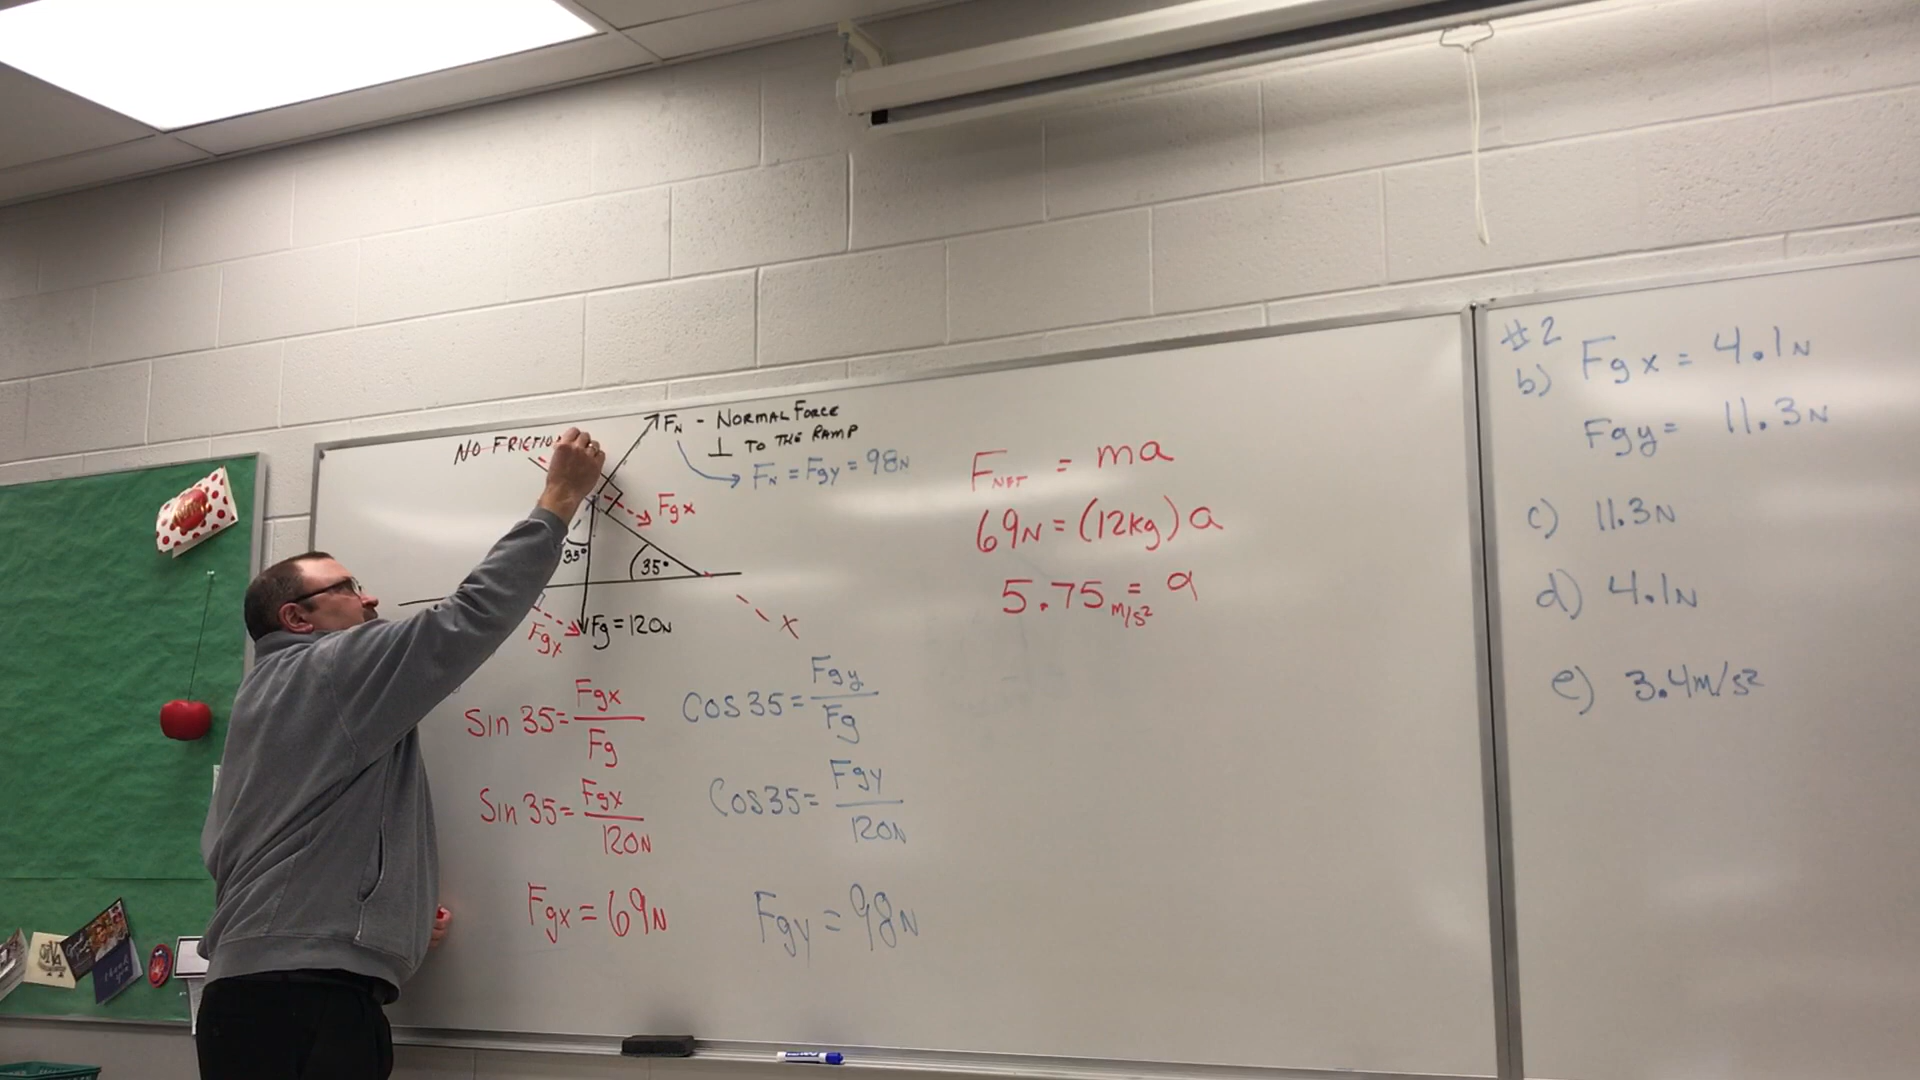 NO FRICTIO
FN - NORMAL FORCE
⊥ TO THE RAMP
FN = Fgy = 98N
Fgx
35°
35°
Fgx
Fg = 120N
x
Sin 35 = Fgx / Fg
Sin 35 = Fgx / 120N
Fgx = 69N
Cos 35 = Fgy / Fg
Cos 35 = Fgy / 120N
Fgy = 98N
FNET = ma
69N = (12kg) a
5.75 m/s² = a
#2
b) Fgx = 4.1N
Fgy = 11.3N
c) 11.3N
d) 4.1N
e) 3.4m/s²